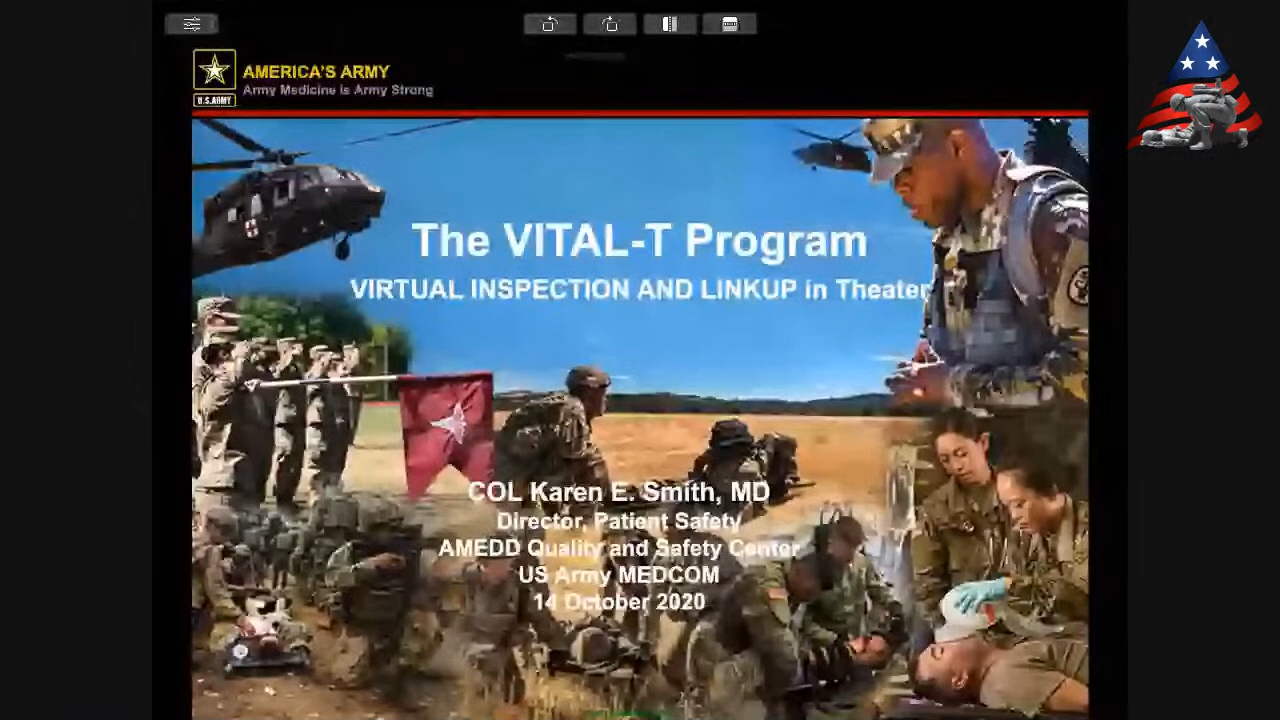 AMERICA'S ARMY
Army Medicine is Army Strong
U.S.ARMY
The VITAL-T Program
VIRTUAL INSPECTION AND LINKUP in Theater
COL Karen E. Smith, MD
Director, Patient Safety
AMEDD Quality and Safety Center
US Army MEDCOM
14 October 2020